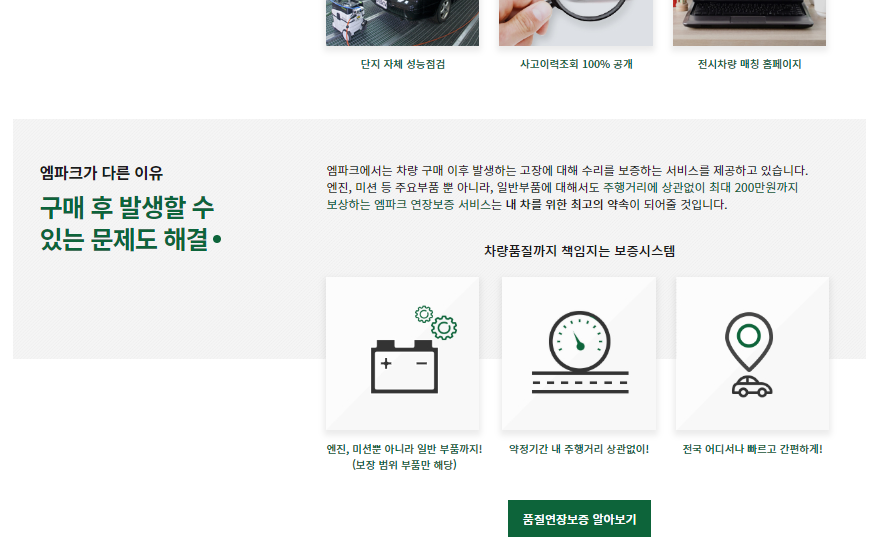 단지 자체 성능점검
사고이력조회 100% 공개
전시차량 매칭 홈페이지
엠파크가 다른 이유
구매 후 발생할 수
있는 문제도 해결
엠파크에서는 차량 구매 이후 발생하는 고장에 대해 수리를 보증하는 서비스를 제공하고 있습니다.
엔진, 미션 등 주요부품 뿐 아니라, 일반부품에 대해서도 주행거리에 상관없이 최대 200만원까지
보상하는 엠파크 연장보증 서비스는 내 차를 위한 최고의 약속이 되어줄 것입니다.
차량품질까지 책임지는 보증시스템
엔진, 미션뿐 아니라 일반 부품까지!
(보장 범위 부품만 해당)
약정기간 내 주행거리 상관없이!
전국 어디서나 빠르고 간편하게!
품질연장보증 알아보기